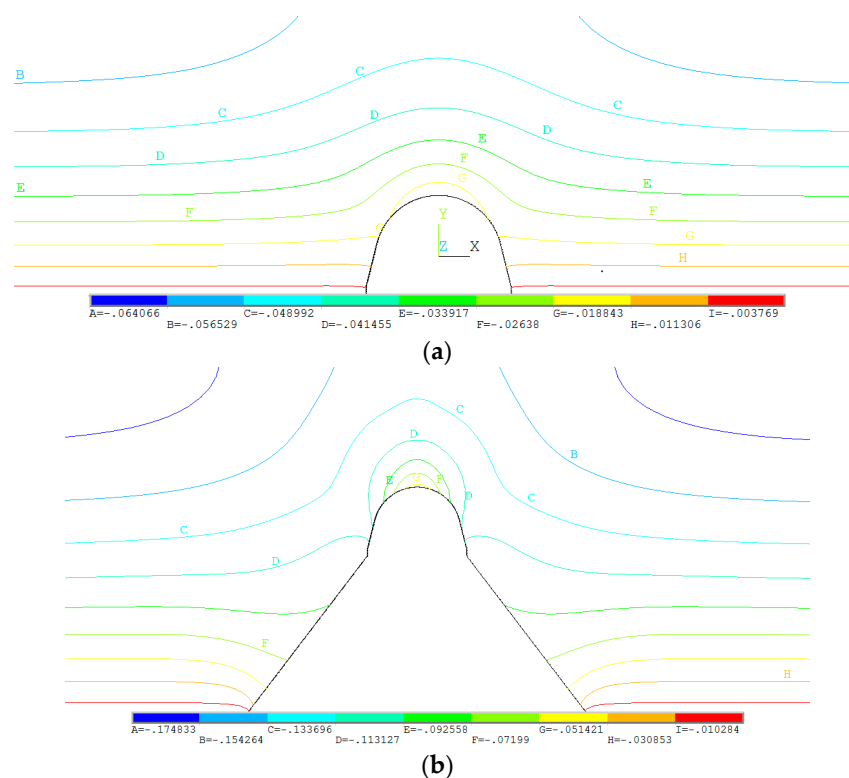 B
C
C
C
D
D
D
E
F
G
E
E
F
F
G
G
H
Y
Z X
A=-.064066 C=-.048992 E=-.033917 G=-.018843 I=-.003769
B=-.056529 D=-.041455 F=-.02638 H=-.011306
(a)
C
D
B
E F
D
C
C
D
F
H
A=-.174833 C=-.133696 E=-.092558 G=-.051421 I=-.010284
B=-.154264 D=-.113127 F=-.07199 H=-.030853
(b)